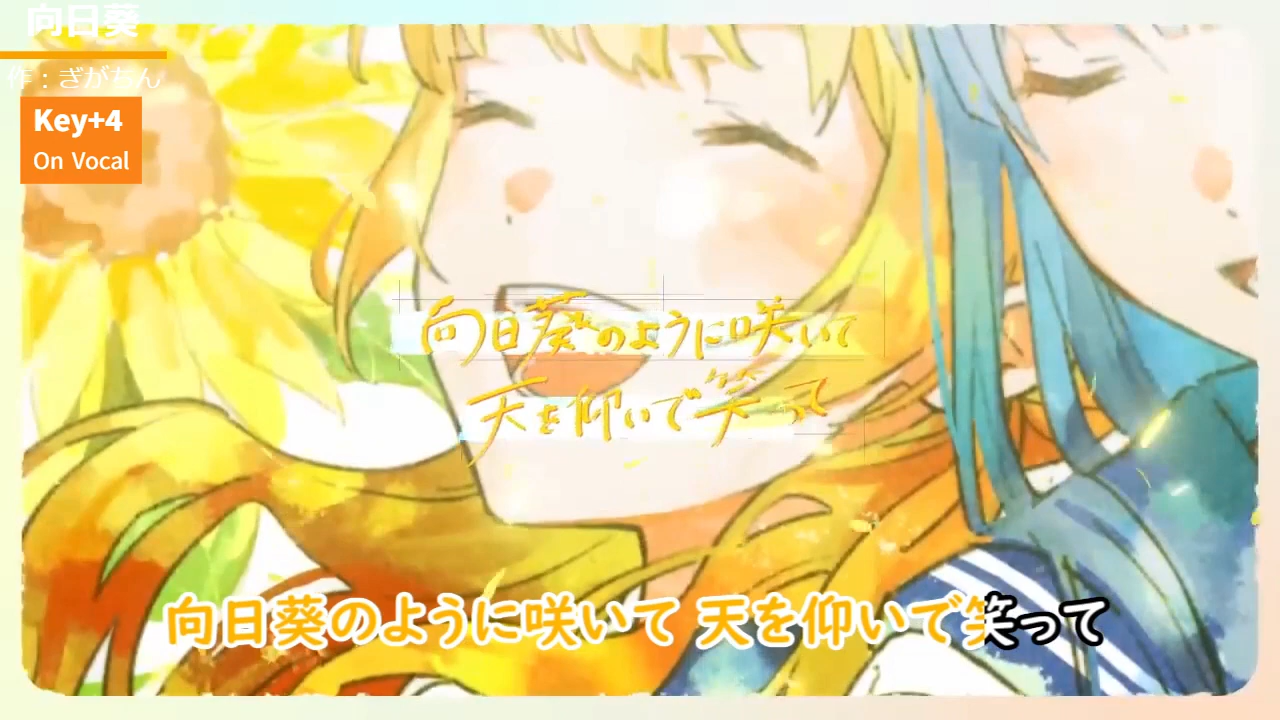 向日葵
作：ぎがちん
Key+4
On Vocal
向日葵のように咲いて
天を仰いで笑って
向日葵のように咲いて 天を仰いで笑って